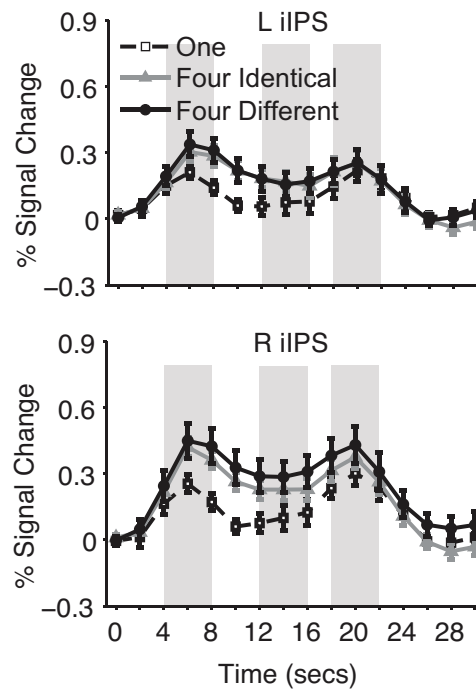 L iIPS
One
Four Identical
Four Different
% Signal Change
0.9
0.6
0.3
0
−0.3
R iIPS
% Signal Change
0.9
0.6
0.3
0
−0.3
0 4 8 12 16 20 24 28
Time (secs)